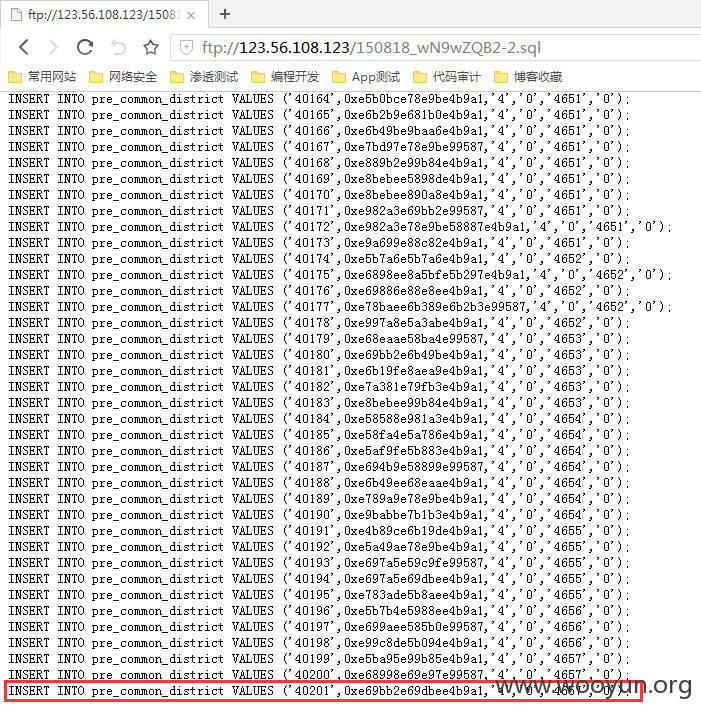 ftp://123.56.108.123/1508
ftp://123.56.108.123/150818_wN9wZQB2-2.sql
常用网站 网络安全 渗透测试 编程开发 App测试 代码审计 博客收藏
INSERT INTO pre_common_district VALUES ('40164',0xe5b0bce78e9be4b9a1,'4','0','4651','0');
INSERT INTO pre_common_district VALUES ('40165',0xe6b2b9e681b0e4b9a1,'4','0','4651','0');
INSERT INTO pre_common_district VALUES ('40166',0xe6b49be9baa6e4b9a1,'4','0','4651','0');
INSERT INTO pre_common_district VALUES ('40167',0xe7bd97e78e9be99587,'4','0','4651','0');
INSERT INTO pre_common_district VALUES ('40168',0xe889b2e99b84e4b9a1,'4','0','4651','0');
INSERT INTO pre_common_district VALUES ('40169',0xe8bebee5898de4b9a1,'4','0','4651','0');
INSERT INTO pre_common_district VALUES ('40170',0xe8bebee890a8e4b9a1,'4','0','4651','0');
INSERT INTO pre_common_district VALUES ('40171',0xe982a3e69bb2e99587,'4','0','4651','0');
INSERT INTO pre_common_district VALUES ('40172',0xe982a3e78e9be58887e4b9a1,'4','0','4651','0');
INSERT INTO pre_common_district VALUES ('40173',0xe9a699e88c82e4b9a1,'4','0','4651','0');
INSERT INTO pre_common_district VALUES ('40174',0xe5b7a6e5b7a6e4b9a1,'4','0','4652','0');
INSERT INTO pre_common_district VALUES ('40175',0xe6898ee8a5bfe5b297e4b9a1,'4','0','4652','0');
INSERT INTO pre_common_district VALUES ('40176',0xe69886e88e8ee4b9a1,'4','0','4652','0');
INSERT INTO pre_common_district VALUES ('40177',0xe78baee6b389e6b2b3e99587,'4','0','4652','0');
INSERT INTO pre_common_district VALUES ('40178',0xe997a8e5a3abe4b9a1,'4','0','4652','0');
INSERT INTO pre_common_district VALUES ('40179',0xe68eaae58ba4e99587,'4','0','4653','0');
INSERT INTO pre_common_district VALUES ('40180',0xe69bb2e6b49be4b9a1,'4','0','4653','0');
INSERT INTO pre_common_district VALUES ('40181',0xe6b19fe8aea9e4b9a1,'4','0','4653','0');
INSERT INTO pre_common_district VALUES ('40182',0xe7a381e79fb3e4b9a1,'4','0','4653','0');
INSERT INTO pre_common_district VALUES ('40183',0xe8bebee99b84e4b9a1,'4','0','4653','0');
INSERT INTO pre_common_district VALUES ('40184',0xe58588e981a3e4b9a1,'4','0','4654','0');
INSERT INTO pre_common_district VALUES ('40185',0xe58fa4e5a786e4b9a1,'4','0','4654','0');
INSERT INTO pre_common_district VALUES ('40186',0xe5af9fe5b883e4b9a1,'4','0','4654','0');
INSERT INTO pre_common_district VALUES ('40187',0xe694b9e58899e99587,'4','0','4654','0');
INSERT INTO pre_common_district VALUES ('40188',0xe6b49ee68eaae4b9a1,'4','0','4654','0');
INSERT INTO pre_common_district VALUES ('40189',0xe789a9e78e9be4b9a1,'4','0','4654','0');
INSERT INTO pre_common_district VALUES ('40190',0xe9babbe7b1b3e4b9a1,'4','0','4654','0');
INSERT INTO pre_common_district VALUES ('40191',0xe4b89ce6b19de4b9a1,'4','0','4655','0');
INSERT INTO pre_common_district VALUES ('40192',0xe5a49ae78e9be4b9a1,'4','0','4655','0');
INSERT INTO pre_common_district VALUES ('40193',0xe697a5e59c9fe99587,'4','0','4655','0');
INSERT INTO pre_common_district VALUES ('40194',0xe697a5e69dbee4b9a1,'4','0','4655','0');
INSERT INTO pre_common_district VALUES ('40195',0xe783ade5b8aee4b9a1,'4','0','4655','0');
INSERT INTO pre_common_district VALUES ('40196',0xe5b7b4e5988ee4b9a1,'4','0','4656','0');
INSERT INTO pre_common_district VALUES ('40197',0xe699aee585b0e99587,'4','0','4656','0');
INSERT INTO pre_common_district VALUES ('40198',0xe99c8de5b094e4b9a1,'4','0','4656','0');
INSERT INTO pre_common_district VALUES ('40199',0xe5ba95e99b85e4b9a1,'4','0','4657','0');
INSERT INTO pre_common_district VALUES ('40200',0xe68998e69e97e99587,'4','0','4657','0');
INSERT INTO pre_common_district VALUES ('40201',0xe69bb2e69dbee4b9a1,'4','0','4657','0');
www.wooyun.org